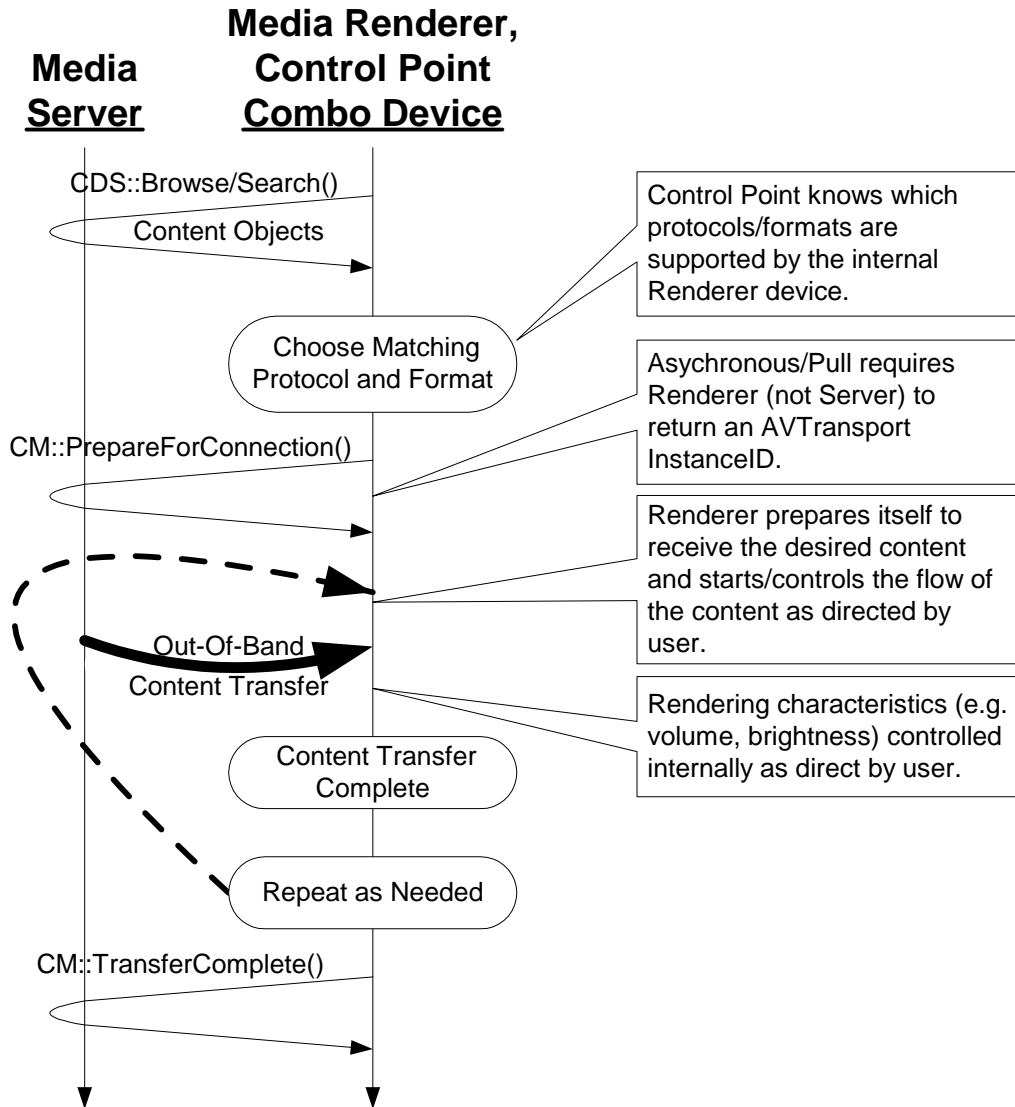 Media
Server
Media Renderer,
Control Point
Combo Device
CDS::Browse/Search()
Content Objects
Control Point knows which
protocols/formats are
supported by the internal
Renderer device.
Choose Matching
Protocol and Format
Asychronous/Pull requires
Renderer (not Server) to
return an AVTransport
InstanceID.
CM::PrepareForConnection()
Renderer prepares itself to
receive the desired content
and starts/controls the flow of
the content as directed by
user.
Out-Of-Band
Content Transfer
Rendering characteristics (e.g.
volume, brightness) controlled
internally as direct by user.
Content Transfer
Complete
Repeat as Needed
CM::TransferComplete()